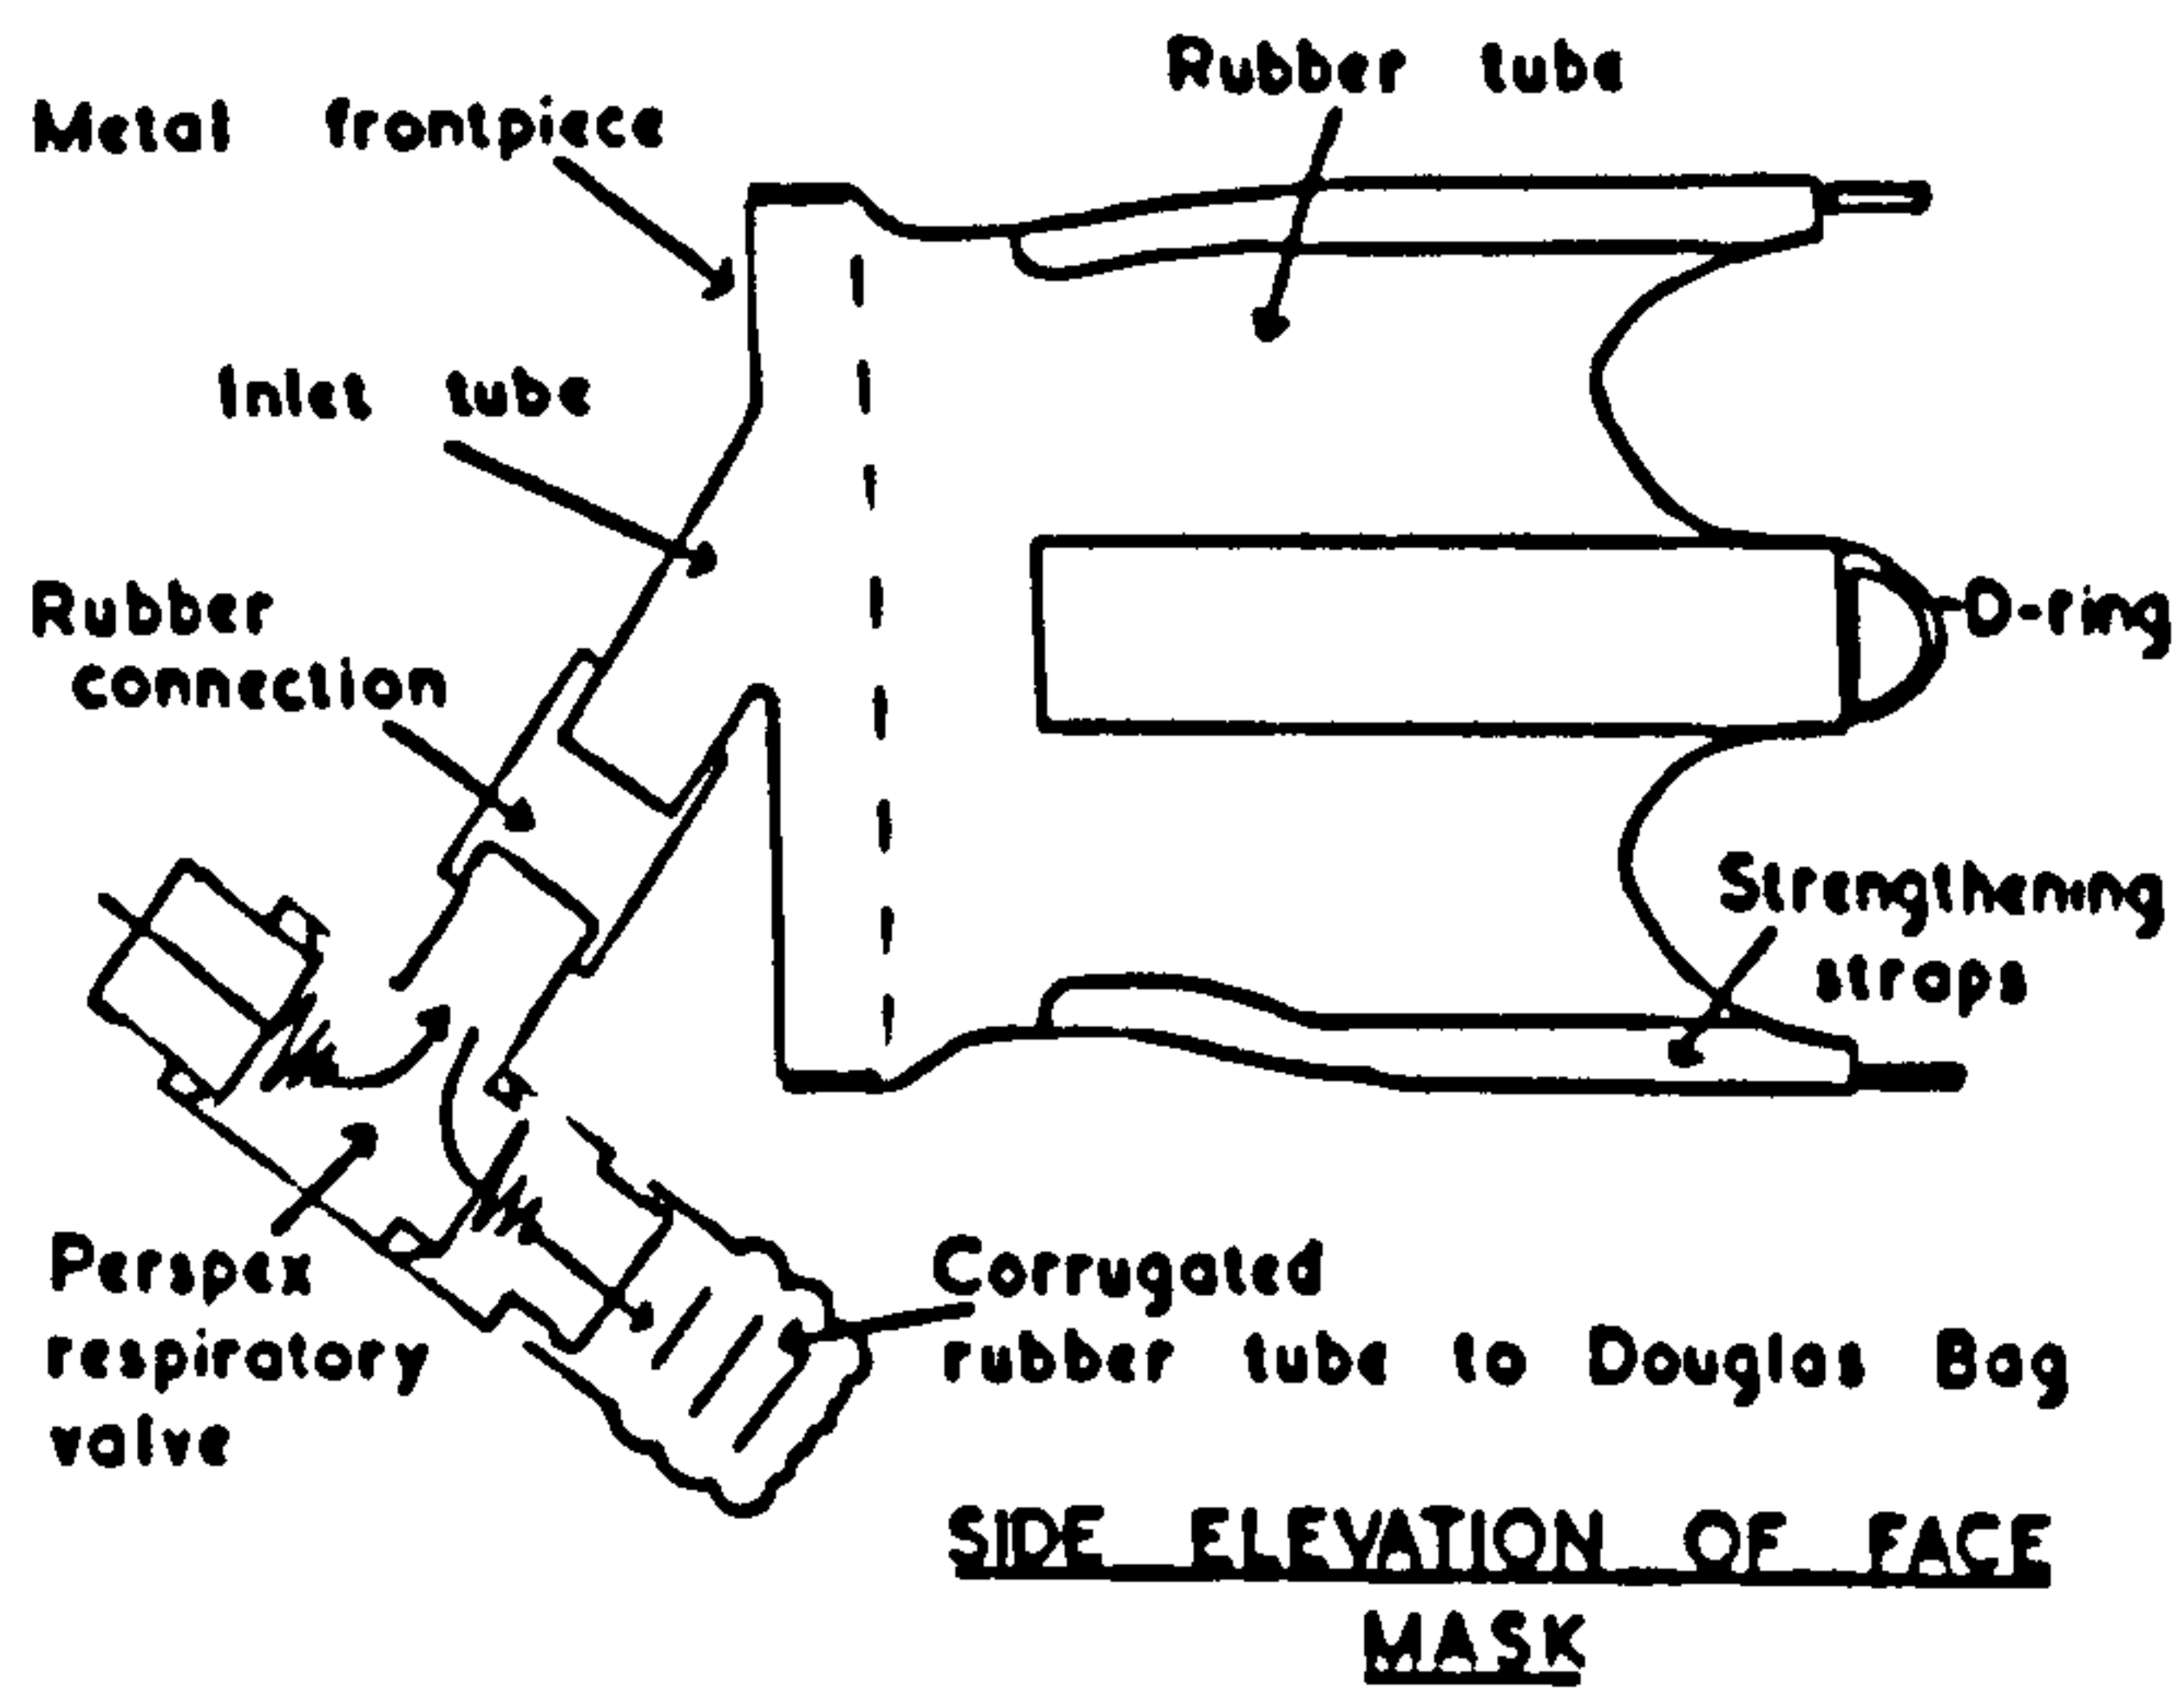 Rubber tube
Metal frontpiece
Inlet tube
Rubber
connection
D-ring
Strengthening
straps
Perspex
respiratory
valve
Corrugated
rubber tube to Douglas Bag
SIDE ELEVATION OF FACE
MASK